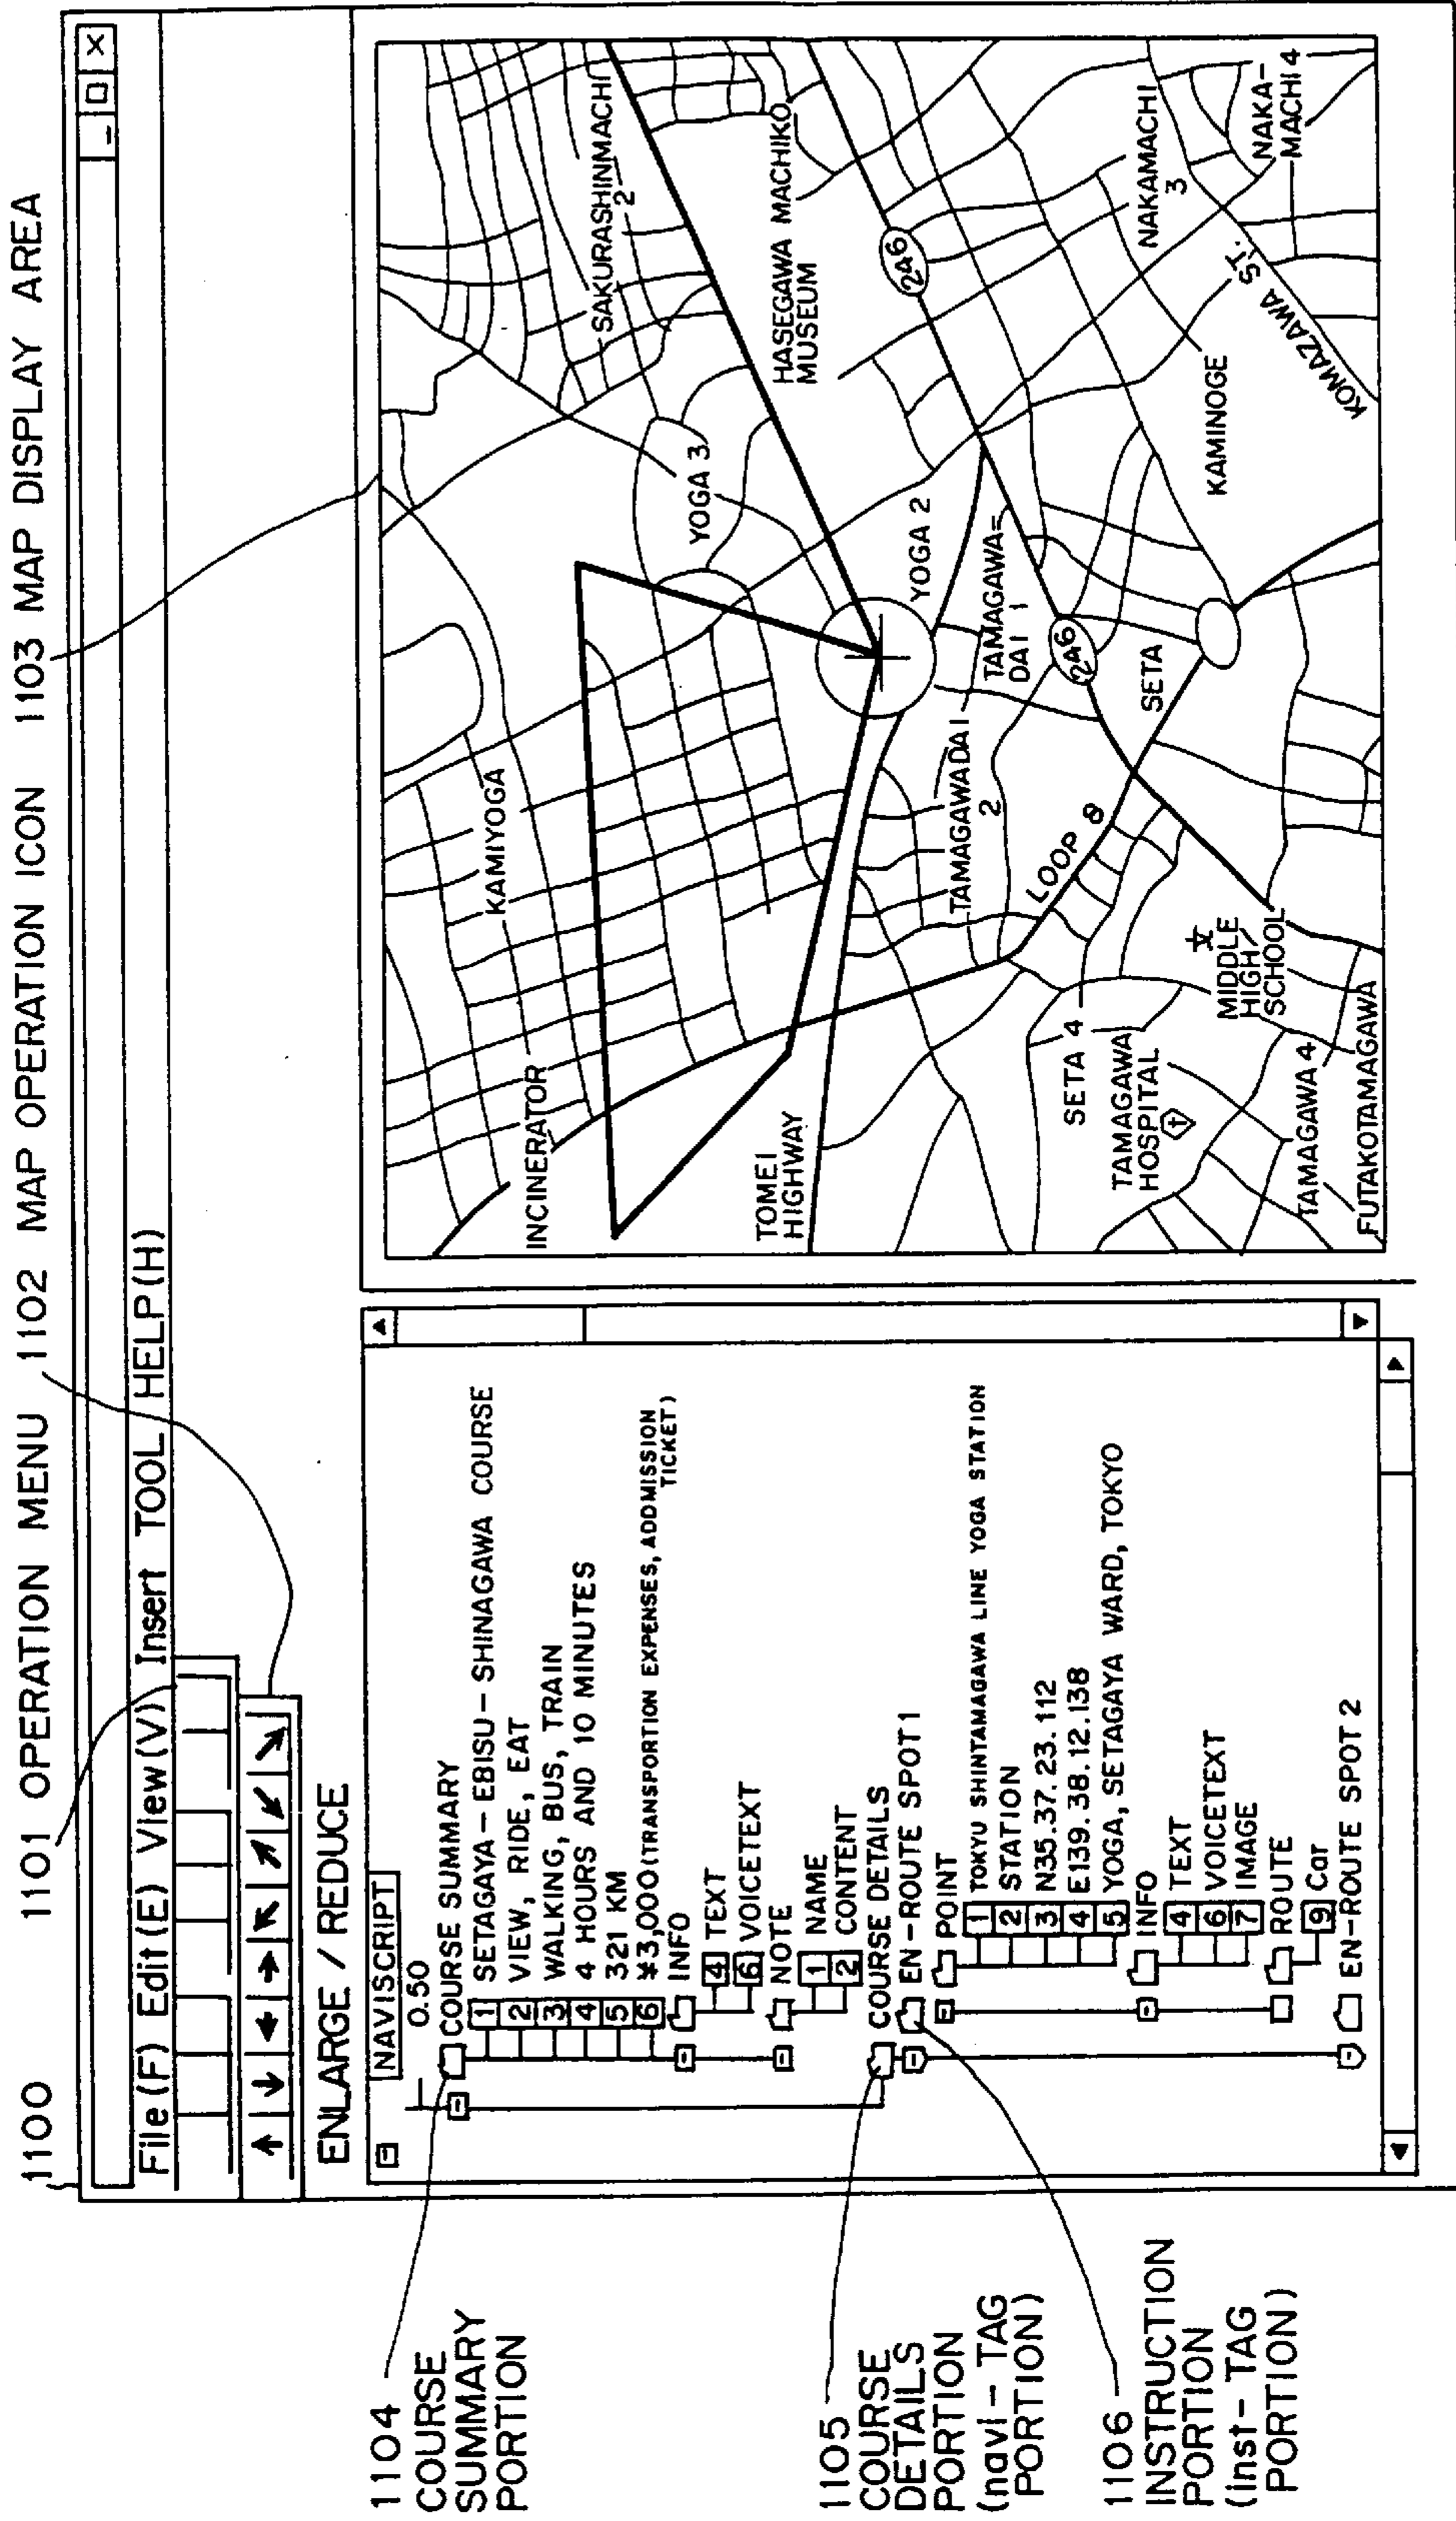 1100
1101 OPERATION MENU
1102 MAP OPERATION ICON
1103 MAP DISPLAY AREA
File(F) Edit(E) View(V) Insert TOOL HELP(H)
ENLARGE / REDUCE
NAVISCRIPT
0.50
COURSE SUMMARY
1 SETAGAYA-EBISU-SHINAGAWA COURSE
2 VIEW, RIDE, EAT
3 WALKING, BUS, TRAIN
4 4 HOURS AND 10 MINUTES
5 321 KM
6 ¥3,000(TRANSPORTION EXPENSES, ADDMISSION
TICKET)
INFO
4 TEXT
6 VOICETEXT
NOTE
1 NAME
2 CONTENT
COURSE DETAILS
EN-ROUTE SPOT1
POINT
1 TOKYU SHINTAMAGAWA LINE YOGA STATION
2 STATION
3 N35.37.23.112
4 E139.38.12.138
5 YOGA, SETAGAYA WARD, TOKYO
INFO
4 TEXT
6 VOICETEXT
7 IMAGE
ROUTE
9 Car
EN-ROUTE SPOT 2
1104
COURSE
SUMMARY
PORTION
1105
COURSE
DETAILS
PORTION
(navi-TAG
PORTION)
1106
INSTRUCTION
PORTION
(inst-TAG
PORTION)
KAMIYOGA
INCINERATOR
SAKURASHINMACHI
2
YOGA 3
HASEGAWA MACHIKO
MUSEUM
TOMEI
HIGHWAY
246
YOGA 2
TAMAGAWA=
DAI 1
TAMAGAWADAI
2
246
LOOP 8
SETA
SETA 4
NAKAMACHI
3
NAKA-
MACHI 4
KAMINOGE
KOMAZAWA ST.
TAMAGAWA
HOSPITAL
MIDDLE
HIGH
SCHOOL
TAMAGAWA 4
FUTAKOTAMAGAWA